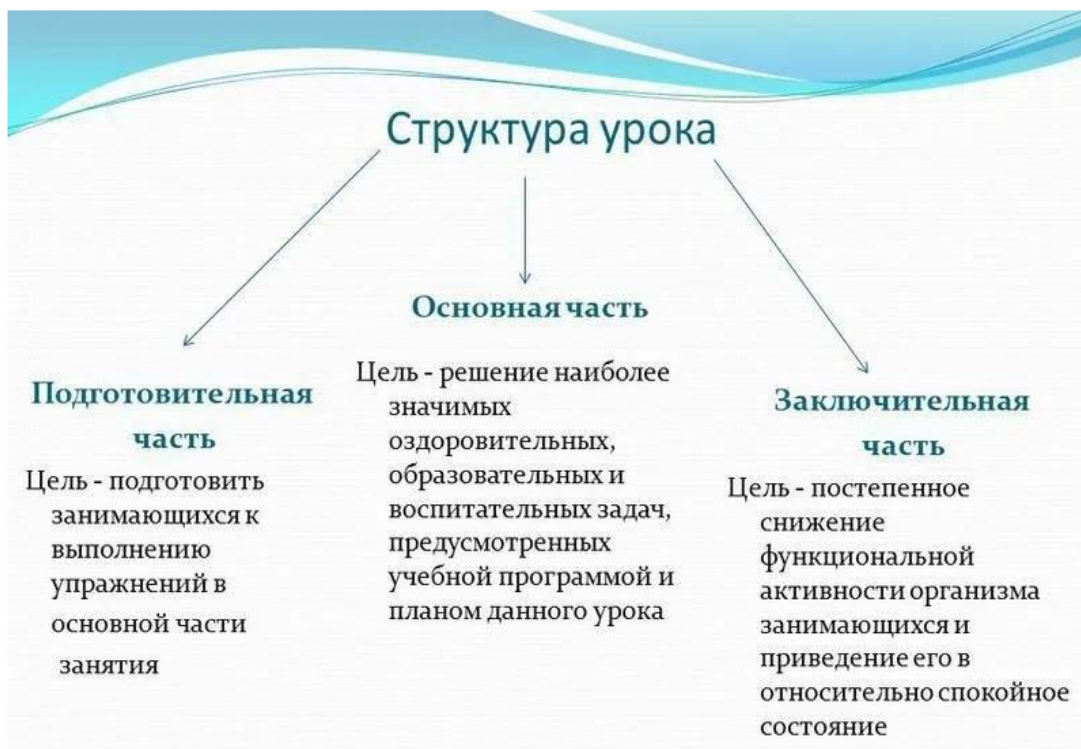 Структура урока
Подготовительная
часть
Цель - подготовить
занимающихся к
выполнению
упражнений в
основной части
занятия
Основная часть
Цель - решение наиболее
значимых
оздоровительных,
образовательных и
воспитательных задач,
предусмотренных
учебной программой и
планом данного урока
Заключительная
часть
Цель - постепенное
снижение
функциональной
активности организма
занимающихся и
приведение его в
относительно спокойное
состояние